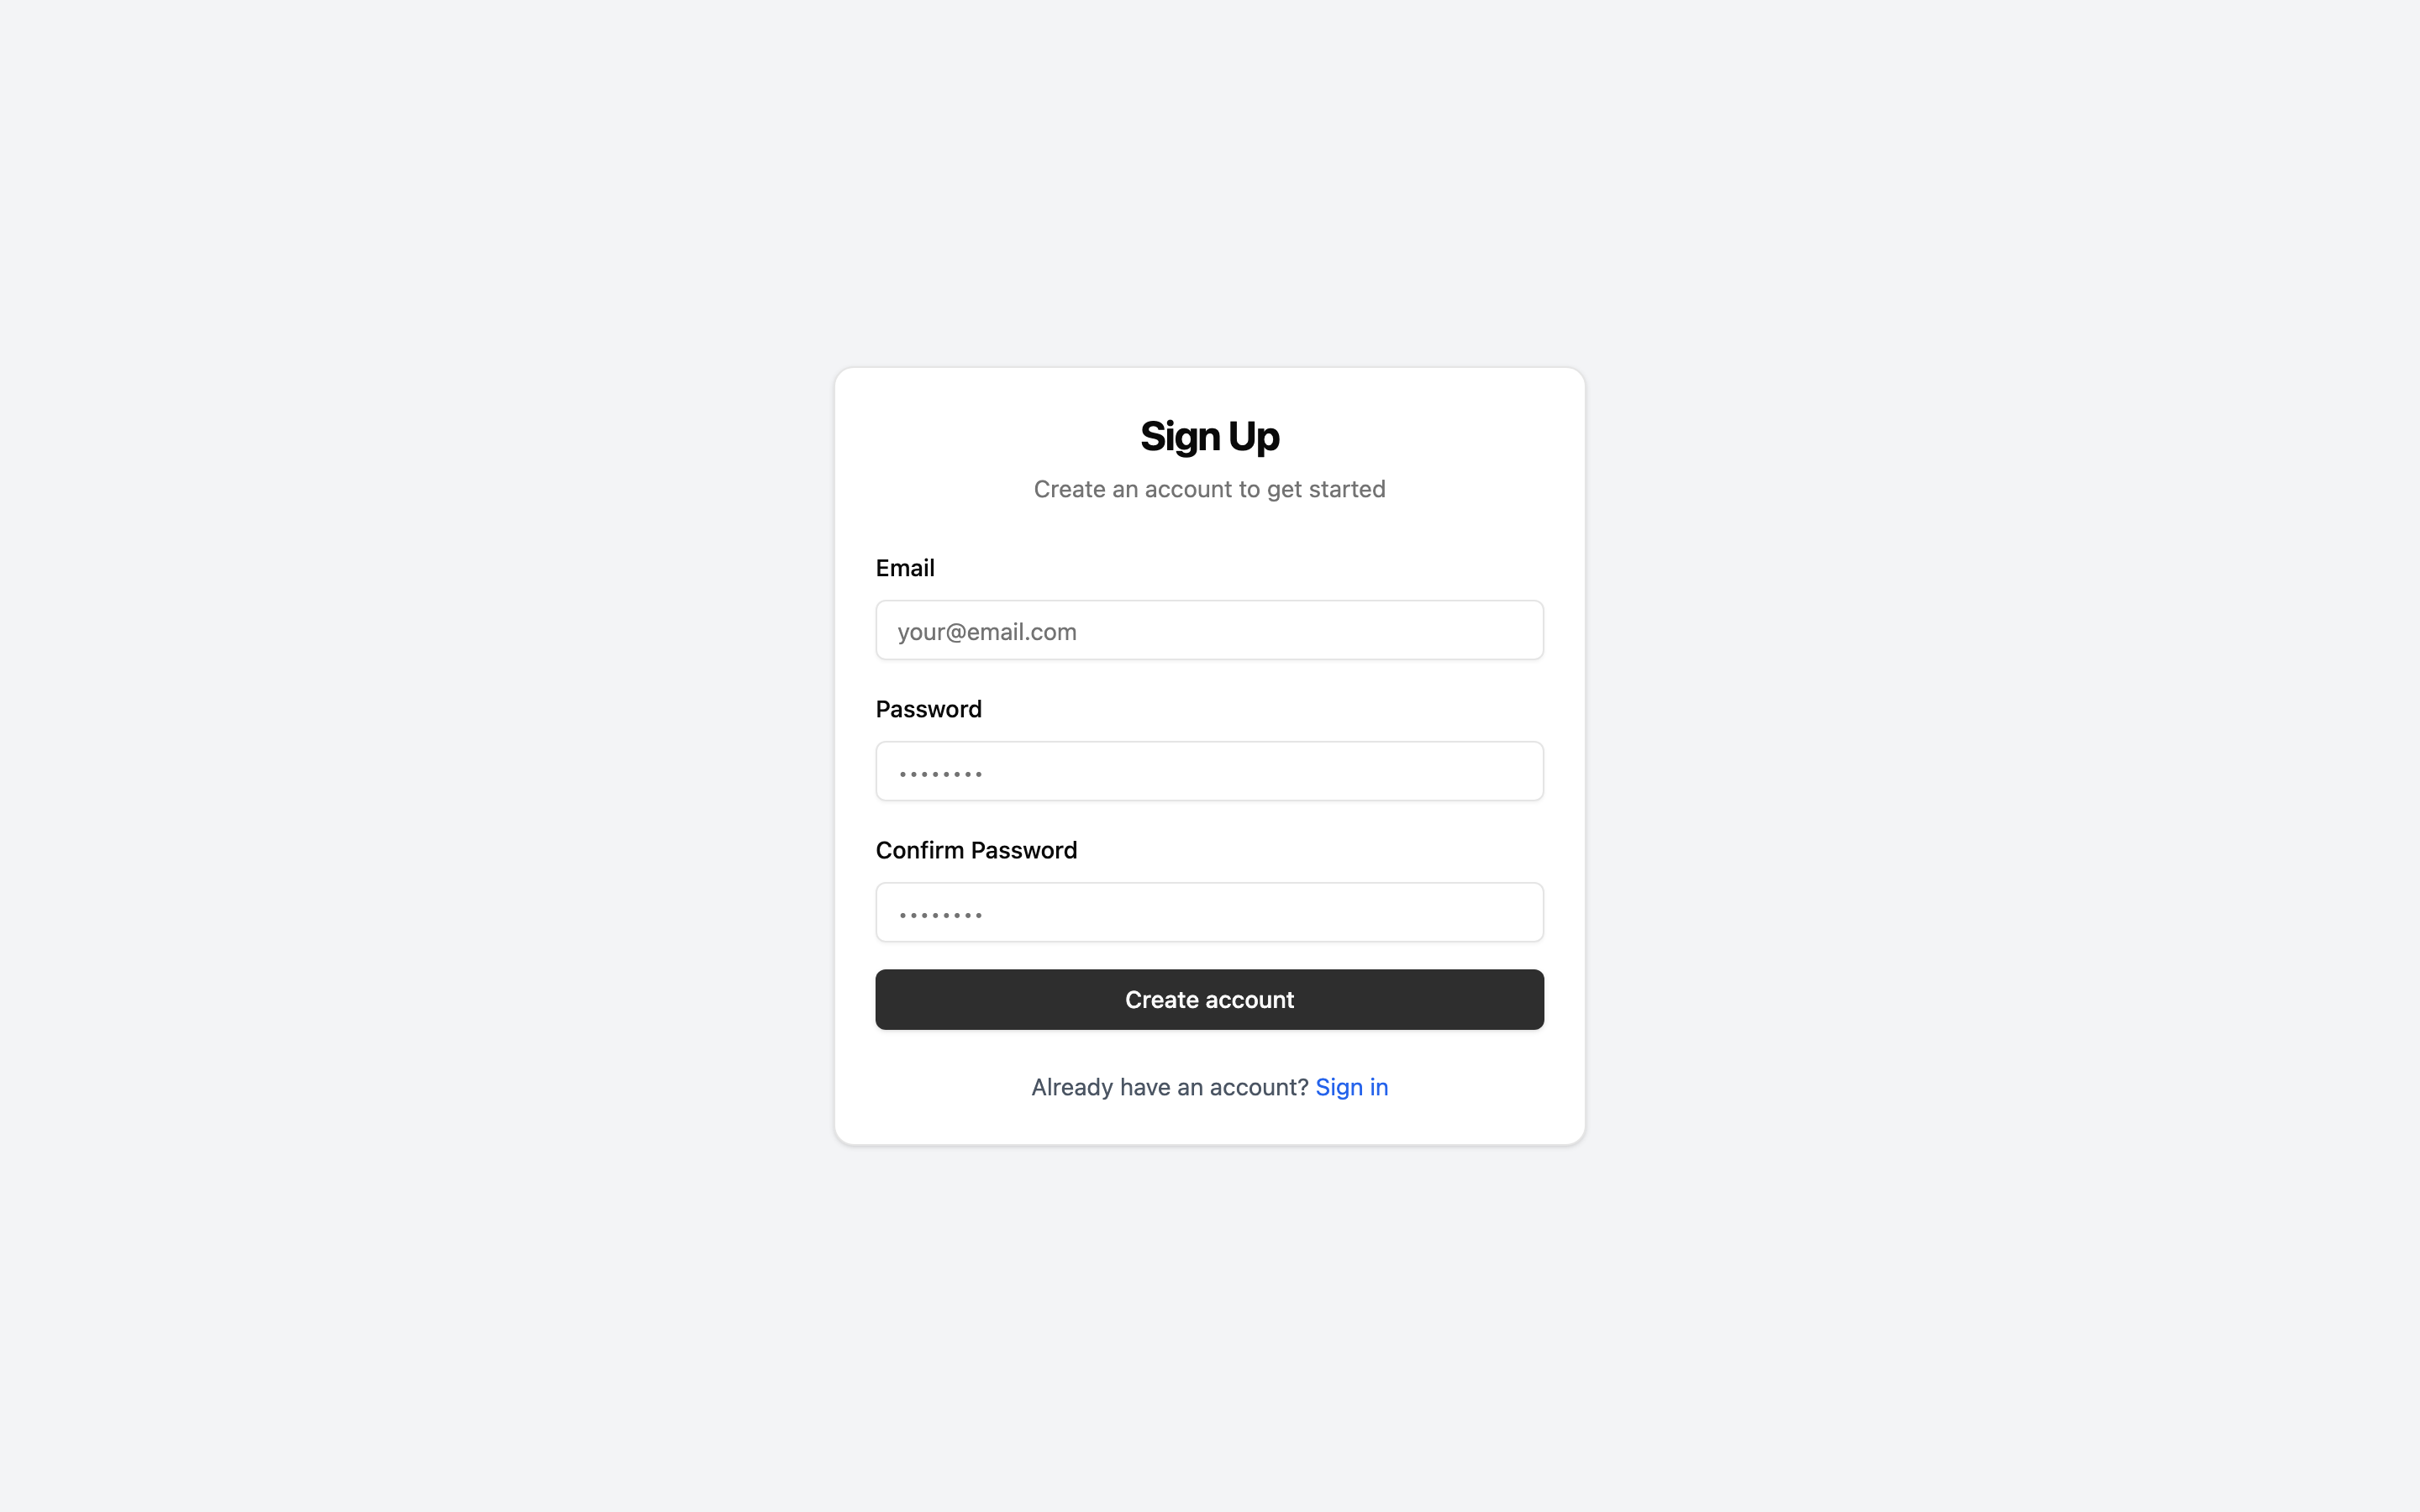 Sign Up
Create an account to get started
Email
your@email.com
Password
••••••••
Confirm Password
••••••••
Create account
Already have an account? Sign in